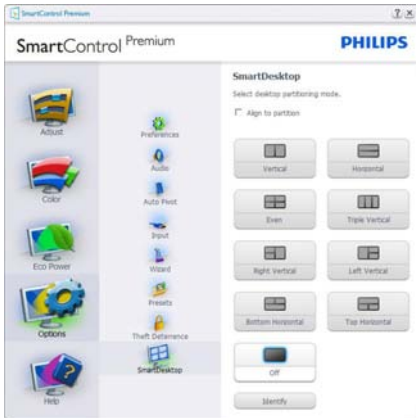 SmartControl Premium
? ×
SmartControl Premium
PHILIPS
Adjust
Color
Eco Power
Options
Help
Preferences
Audio
Auto Pivot
Input
Wizard
Presets
Theft Deterrence
SmartDesktop
SmartDesktop
Select desktop partitioning mode.
Align to partition
Vertical
Horizontal
Even
Triple Vertical
Right Vertical
Left Vertical
Bottom Horizontal
Top Horizontal
Off
Identify